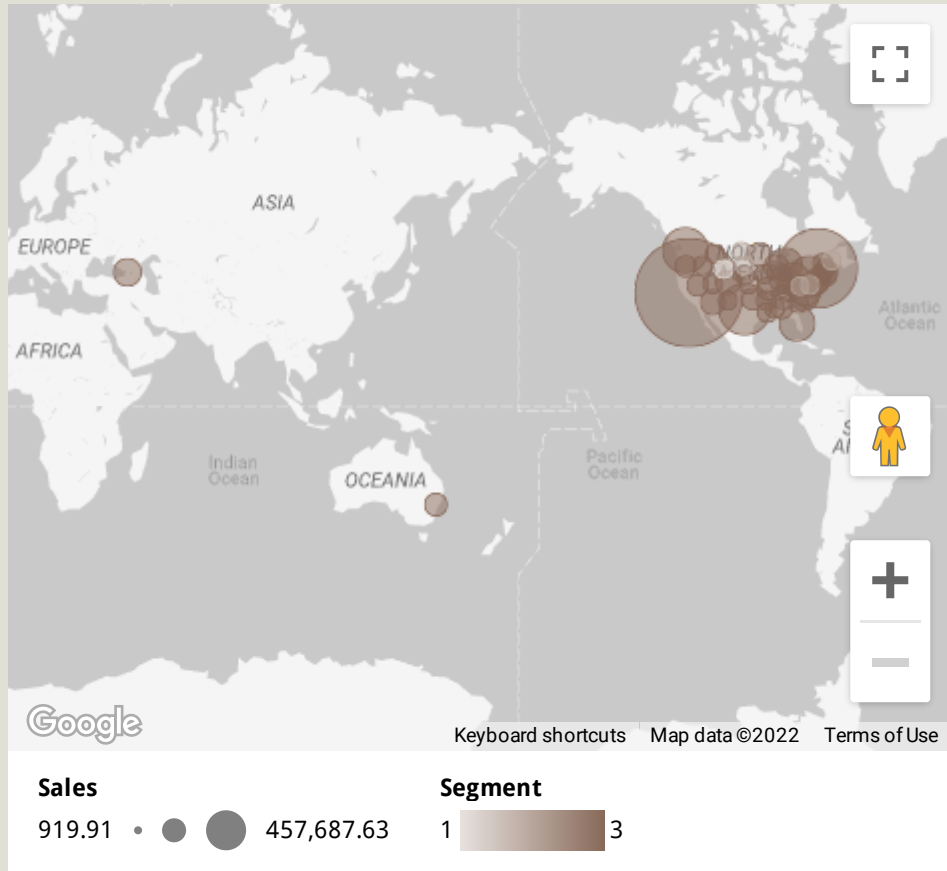 ASIA
EUROPE
NORTH
AFRICA
Atlantic
Ocean
Indian
Ocean
OCEANIA
Pacific
Ocean
Google
Keyboard shortcuts
Map data ©2022
Terms of Use
Sales
Segment
919.91
457,687.63
1
3